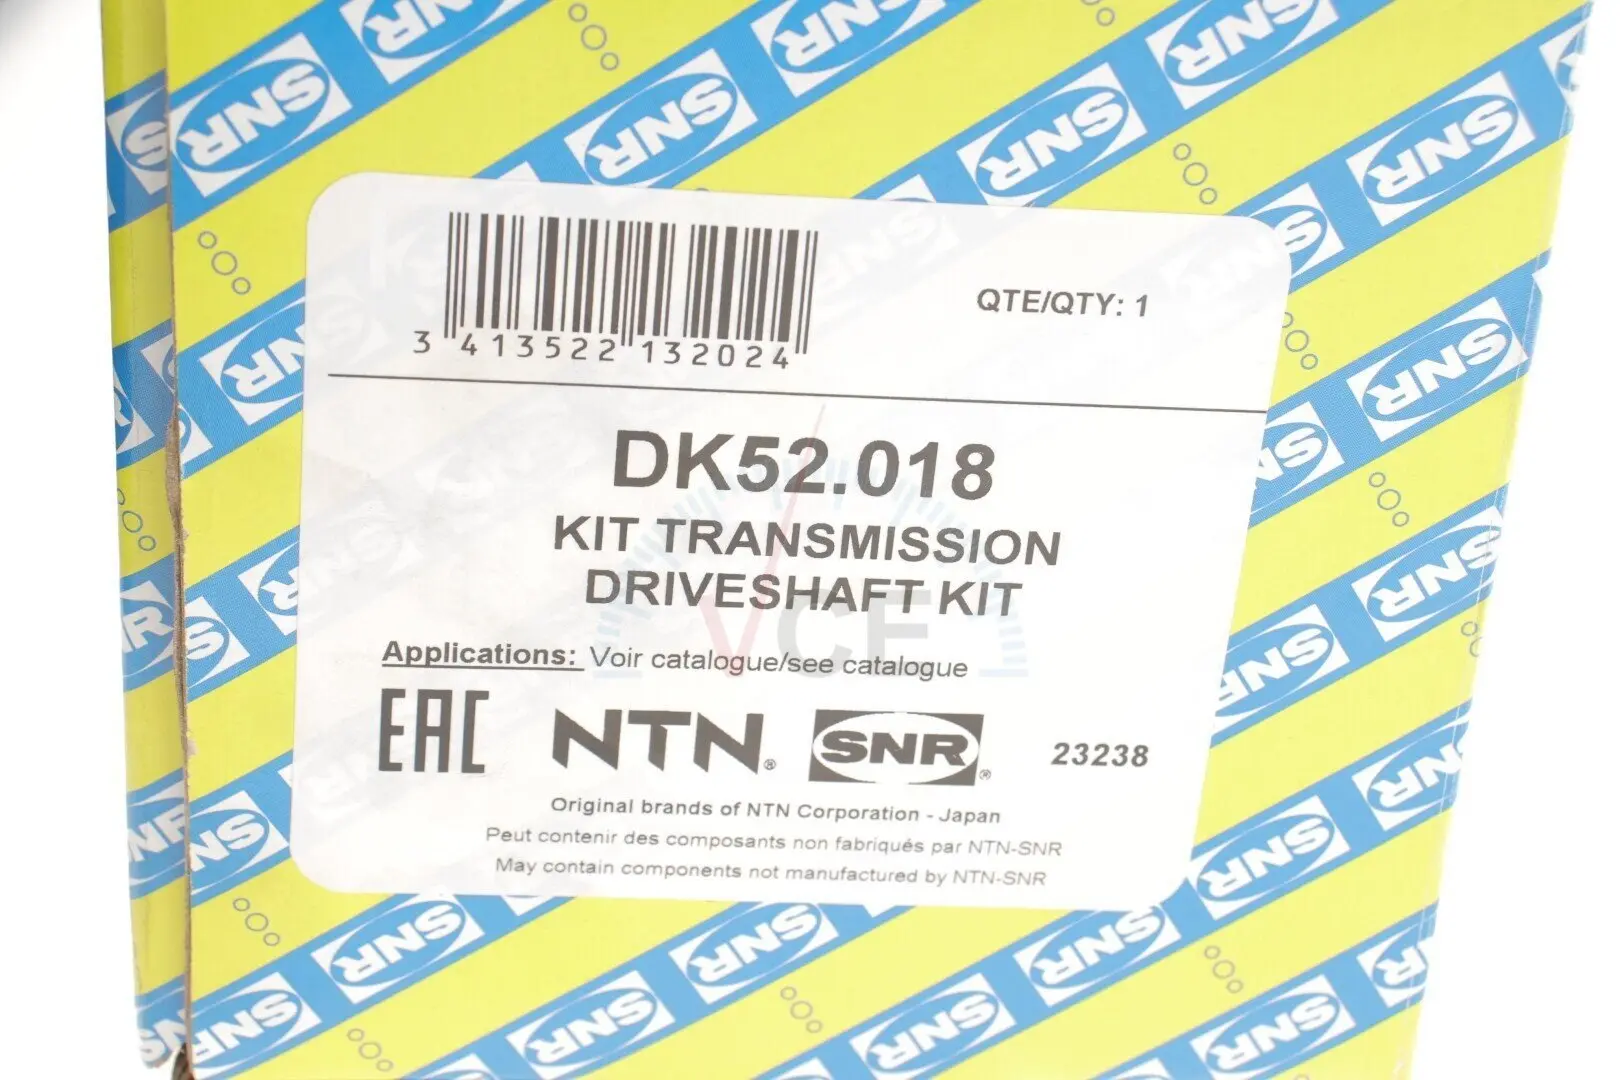 QTE/QTY: 1
3 413522 132024
DK52.018
KIT TRANSMISSION
DRIVESHAFT KIT
VCF
Applications: Voir catalogue/see catalogue
EAC NTN® SNR® 23238
Original brands of NTN Corporation - Japan
Peut contenir des composants non fabriqués par NTN-SNR
May contain components not manufactured by NTN-SNR
SNR